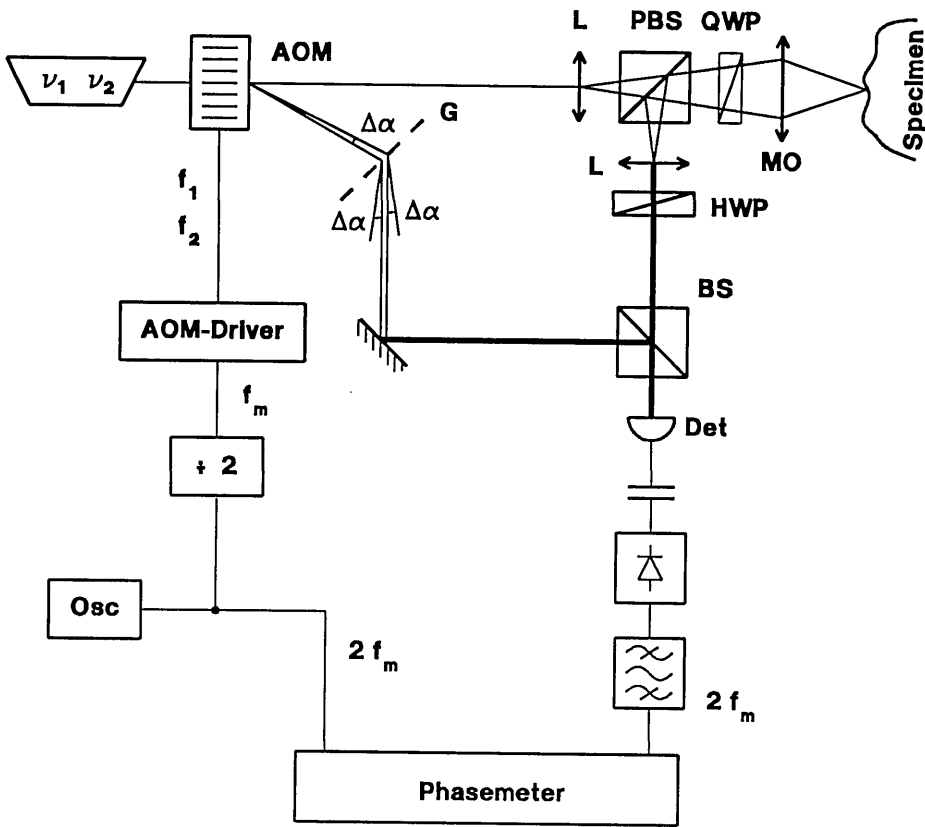 L PBS QWP
AOM
ν₁ ν₂
Specimen
Δα G
MO
L
f₁
HWP
Δα Δα
f₂
BS
AOM-Driver
fₘ
Det
÷ 2
Osc
2 fₘ
2 fₘ
Phasemeter